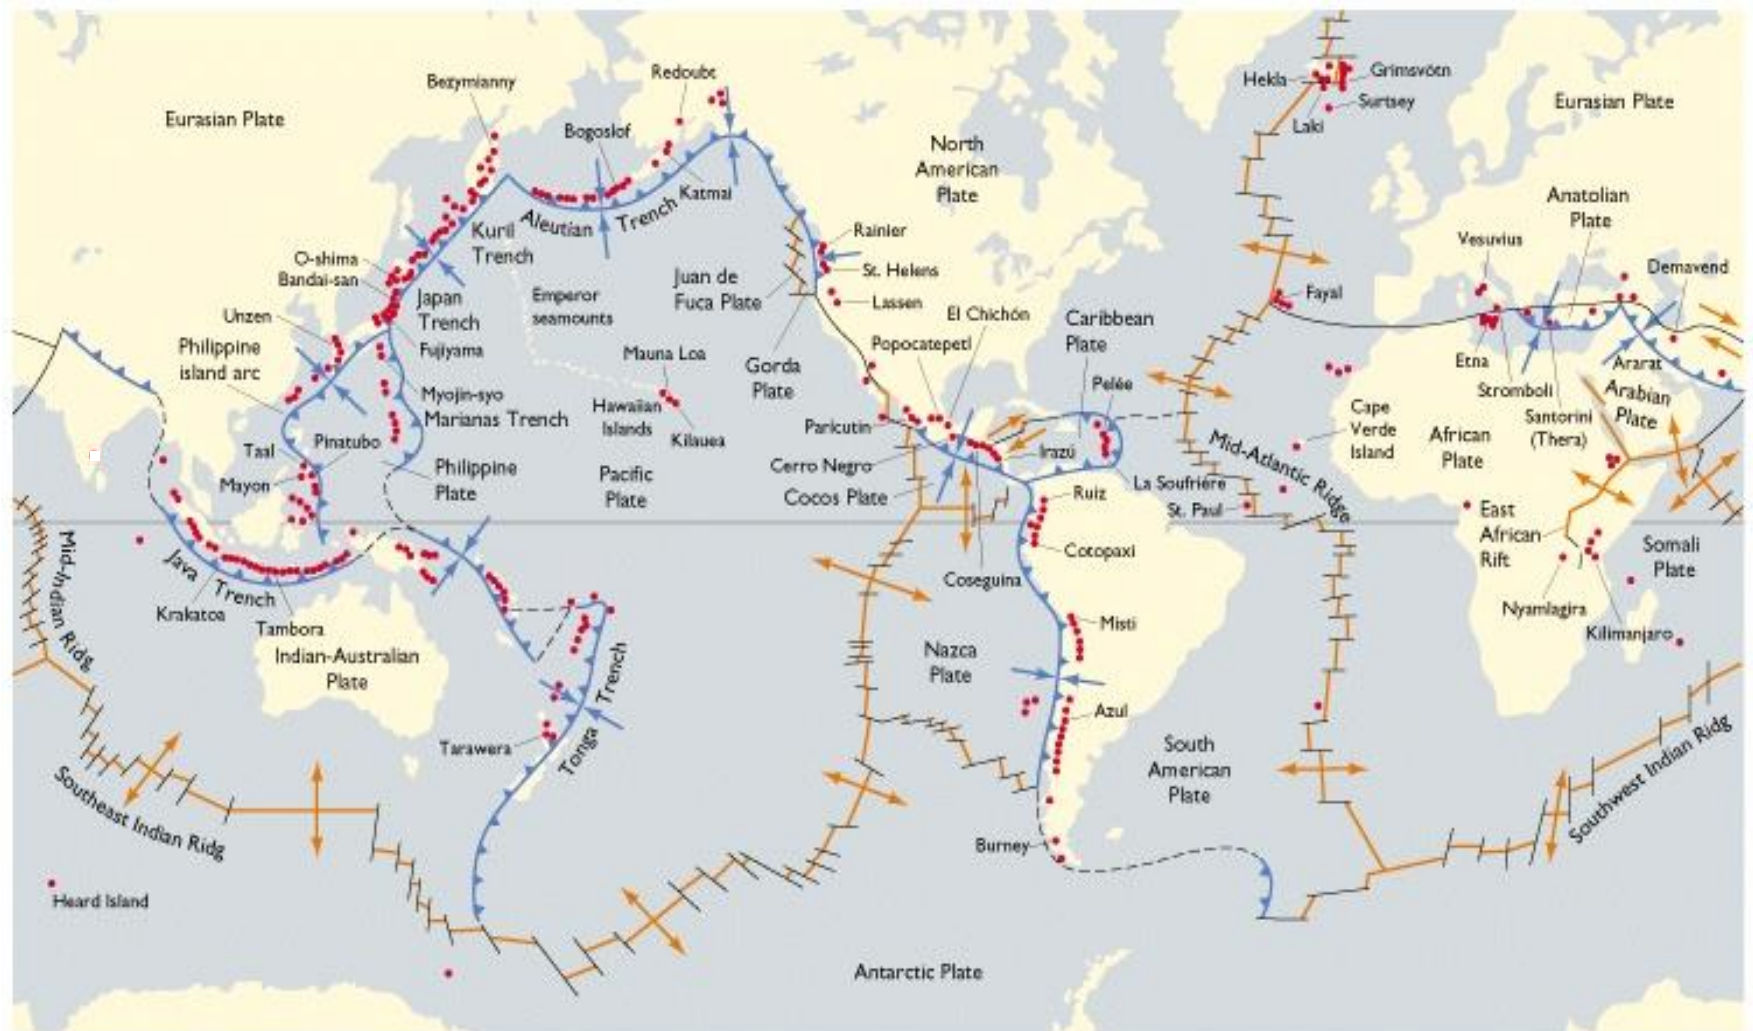 Redoubt
Bezymianny
Hekla
Grimsvötn
Eurasian Plate
Surtsey
Eurasian Plate
Laki
Bogoslof
North
American
Plate
Katmai
Aleutian Trench
Anatolian
Plate
Kuril
Trench
Rainier
Vesuvius
O-shima
Bandai-san
St. Helens
Demavend
Juan de
Fuca Plate
Emperor
seamounts
Japan
Trench
Lassen
Fayal
El Chichón
Caribbean
Plate
Unzen
Philippine
island arc
Fujiyama
Popocatepetl
Mauna Loa
Gorda
Plate
Etna
Ararat
Pelée
Stromboli
Arabian
Plate
Myojin-syo
Marianas Trench
Hawaiian
Islands
Kilauea
Paricutin
Cape
Verde
Island
Santorini
(Thera)
African
Plate
Taal
Pinatubo
Irazú
Mid-Atlantic Ridge
Philippine
Plate
Pacific
Plate
Cerro Negro
Cocos Plate
Mayon
La Soufrière
Ruiz
St. Paul
East
African
Rift
Somali
Plate
Mid-Indian Ridg
Java Trench
Cotopaxi
Coseguina
Krakatoa
Tambora
Nyamlagira
Kilimanjaro
Misti
Indian-Australian
Plate
Nazca
Plate
Tonga Trench
Azul
Tarawera
South
American
Plate
Southeast Indian Ridg
Southwest Indian Ridg
Burney
Heard Island
Antarctic Plate